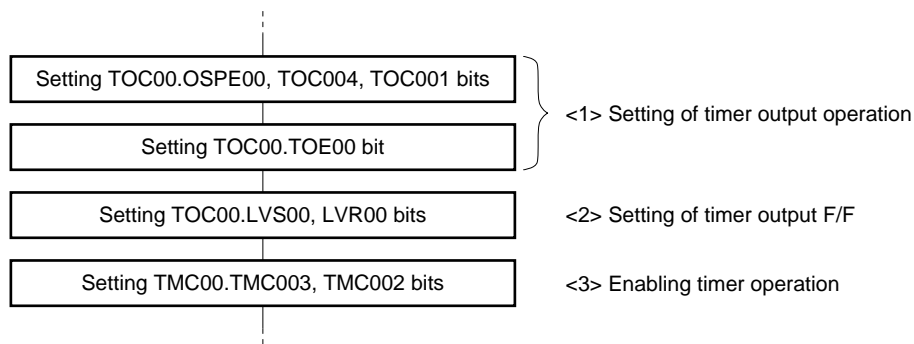 Setting TOC00.OSPE00, TOC004, TOC001 bits
<1> Setting of timer output operation
Setting TOC00.TOE00 bit
Setting TOC00.LVS00, LVR00 bits
<2> Setting of timer output F/F
Setting TMC00.TMC003, TMC002 bits
<3> Enabling timer operation